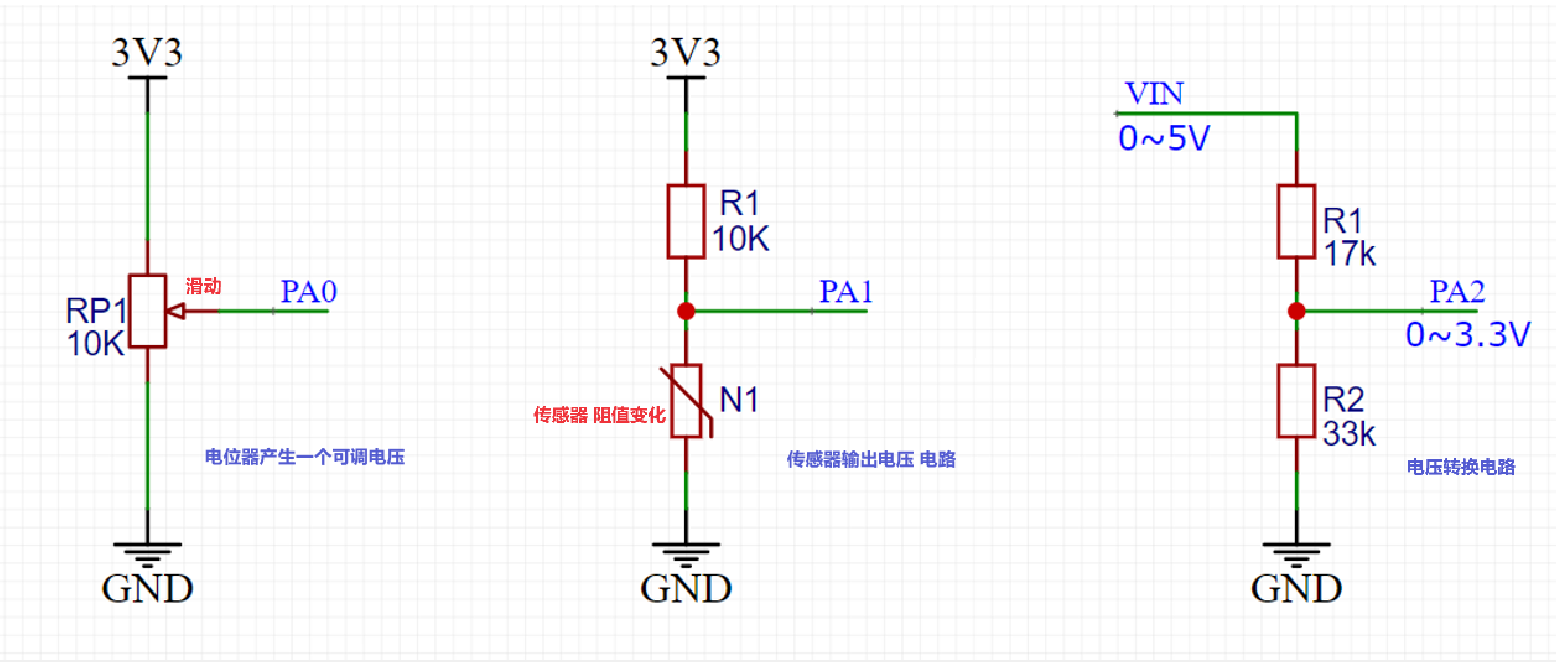 3V3
RP1
10K
滑动
PA0
电位器产生一个可调电压
GND
3V3
R1
10K
PA1
传感器 阻值变化
N1
传感器输出电压 电路
GND
VIN
0~5V
R1
17k
PA2
0~3.3V
R2
33k
电压转换电路
GND